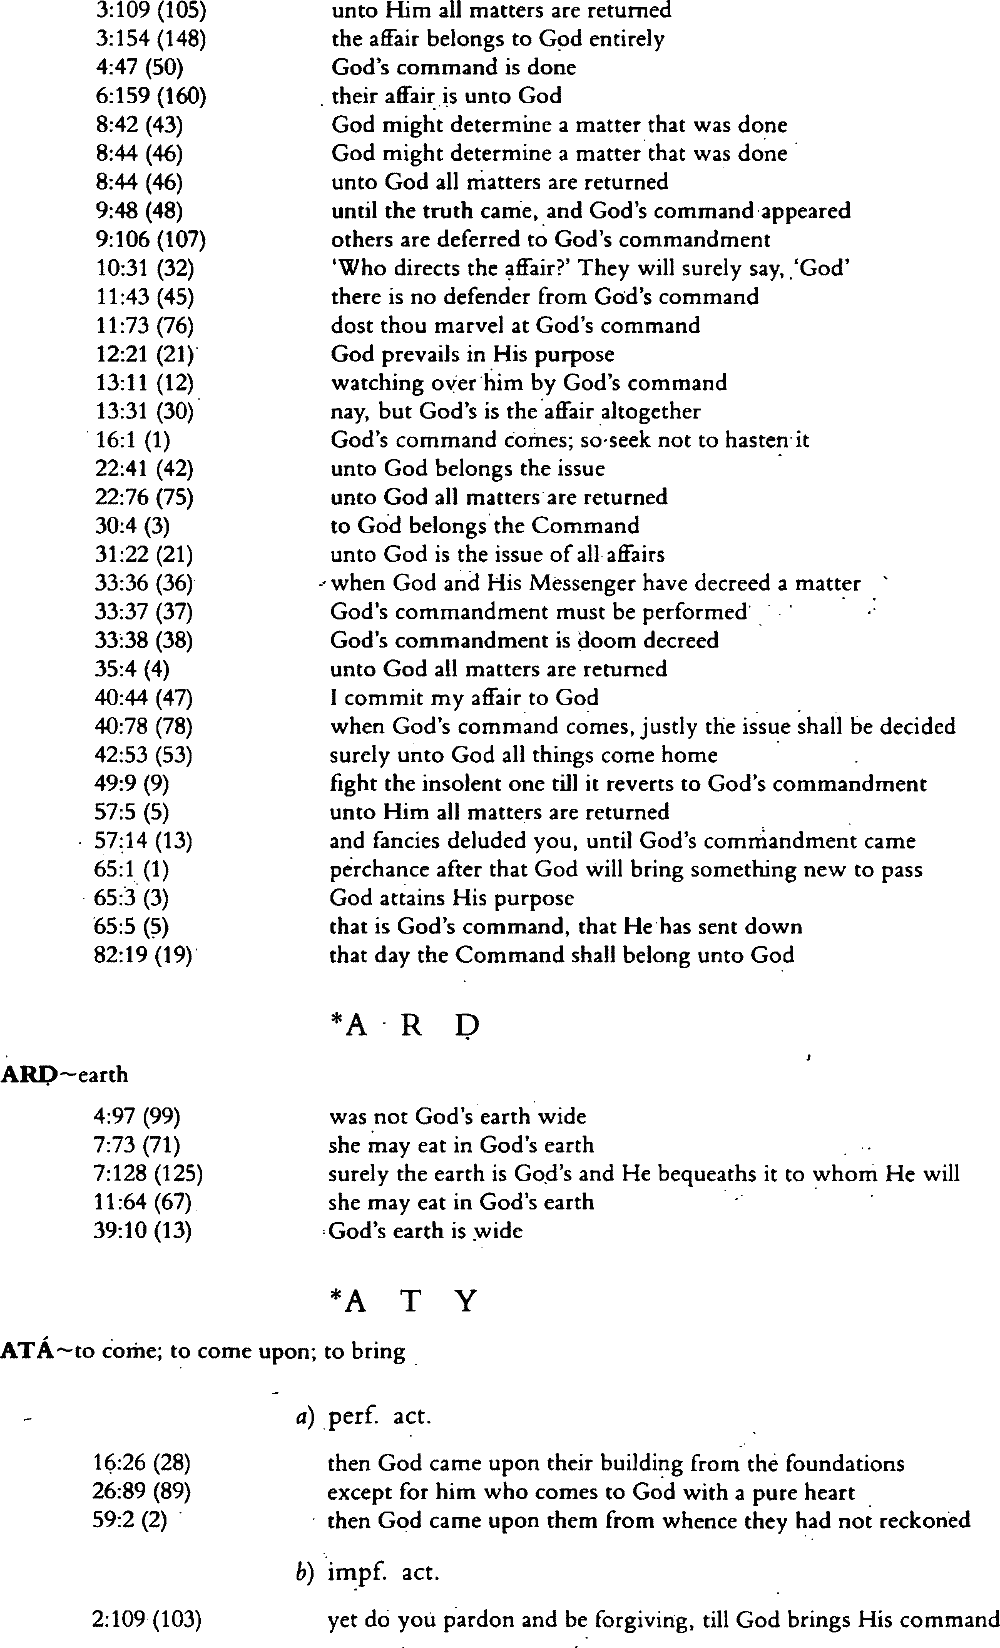 3:109 (105) unto Him all matters are returned
3:154 (148) the affair belongs to God entirely
4:47 (50) God's command is done
6:159 (160) their affair is unto God
8:42 (43) God might determine a matter that was done
8:44 (46) God might determine a matter that was done
8:44 (46) unto God all matters are returned
9:48 (48) until the truth came, and God's command appeared
9:106 (107) others are deferred to God's commandment
10:31 (32) 'Who directs the affair?' They will surely say, 'God'
11:43 (45) there is no defender from God's command
11:73 (76) dost thou marvel at God's command
12:21 (21) God prevails in His purpose
13:11 (12) watching over him by God's command
13:31 (30) nay, but God's is the affair altogether
16:1 (1) God's command comes; so seek not to hasten it
22:41 (42) unto God belongs the issue
22:76 (75) unto God all matters are returned
30:4 (3) to God belongs the Command
31:22 (21) unto God is the issue of all affairs
33:36 (36) when God and His Messenger have decreed a matter
33:37 (37) God's commandment must be performed
33:38 (38) God's commandment is doom decreed
35:4 (4) unto God all matters are returned
40:44 (47) I commit my affair to God
40:78 (78) when God's command comes, justly the issue shall be decided
42:53 (53) surely unto God all things come home
49:9 (9) fight the insolent one till it reverts to God's commandment
57:5 (5) unto Him all matters are returned
57:14 (13) and fancies deluded you, until God's commandment came
65:1 (1) perchance after that God will bring something new to pass
65:3 (3) God attains His purpose
65:5 (5) that is God's command, that He has sent down
82:19 (19) that day the Command shall belong unto God
*A R Ḍ
ARḌ~earth
4:97 (99) was not God's earth wide
7:73 (71) she may eat in God's earth
7:128 (125) surely the earth is God's and He bequeaths it to whom He will
11:64 (67) she may eat in God's earth
39:10 (13) God's earth is wide
*A T Y
ATÁ~to come; to come upon; to bring
a) perf. act.
16:26 (28) then God came upon their building from the foundations
26:89 (89) except for him who comes to God with a pure heart
59:2 (2) then God came upon them from whence they had not reckoned
b) impf. act.
2:109 (103) yet do you pardon and be forgiving, till God brings His command